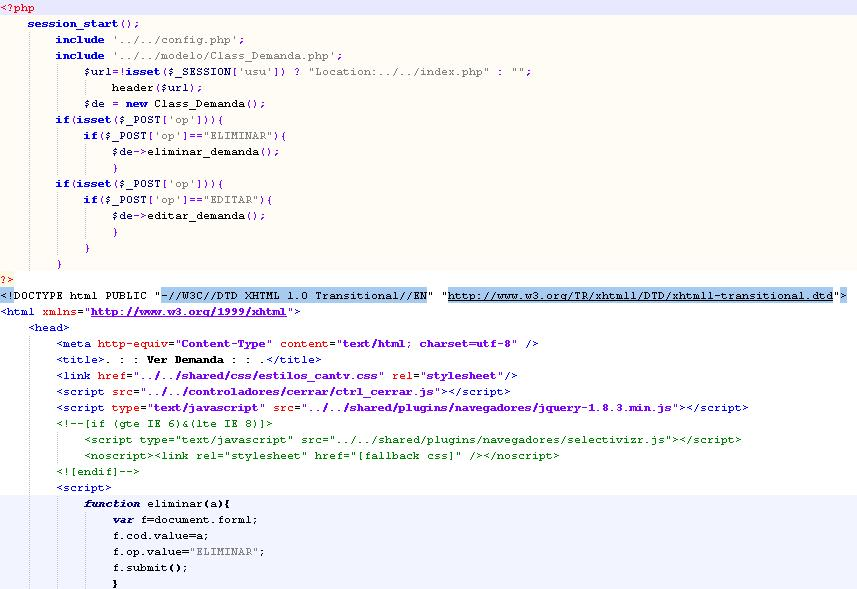 <?php
session_start();
include '../../config.php';
include '../../modelo/Class_Demanda.php';
$url=!isset($_SESSION['usu']) ? "Location:../../index.php" : "";
header($url);
$de = new Class_Demanda();
if(isset($_POST['op'])){
if($_POST['op']=="ELIMINAR"){
$de->eliminar_demanda();
}
if(isset($_POST['op'])){
if($_POST['op']=="EDITAR"){
$de->editar_demanda();
}
}
}
?>
<!DOCTYPE html PUBLIC "-//W3C//DTD XHTML 1.0 Transitional//EN" "http://www.w3.org/TR/xhtml1/DTD/xhtml1-transitional.dtd">
<html xmlns="http://www.w3.org/1999/xhtml">
<head>
<meta http-equiv="Content-Type" content="text/html; charset=utf-8" />
<title>. : : Ver Demanda : : .</title>
<link href="../../shared/css/estilos_cantv.css" rel="stylesheet"/>
<script src="../../controladores/cerrar/ctrl_cerrar.js"></script>
<script type="text/javascript" src="../../shared/plugins/navegadores/jquery-1.8.3.min.js"></script>
<!--[if (gte IE 6)&(lte IE 8)]>
<script type="text/javascript" src="../../shared/plugins/navegadores/selectivizr.js"></script>
<noscript><link rel="stylesheet" href="[fallback css]" /></noscript>
<![endif]-->
<script>
function eliminar(a){
var f=document.form1;
f.cod.value=a;
f.op.value="ELIMINAR";
f.submit();
}